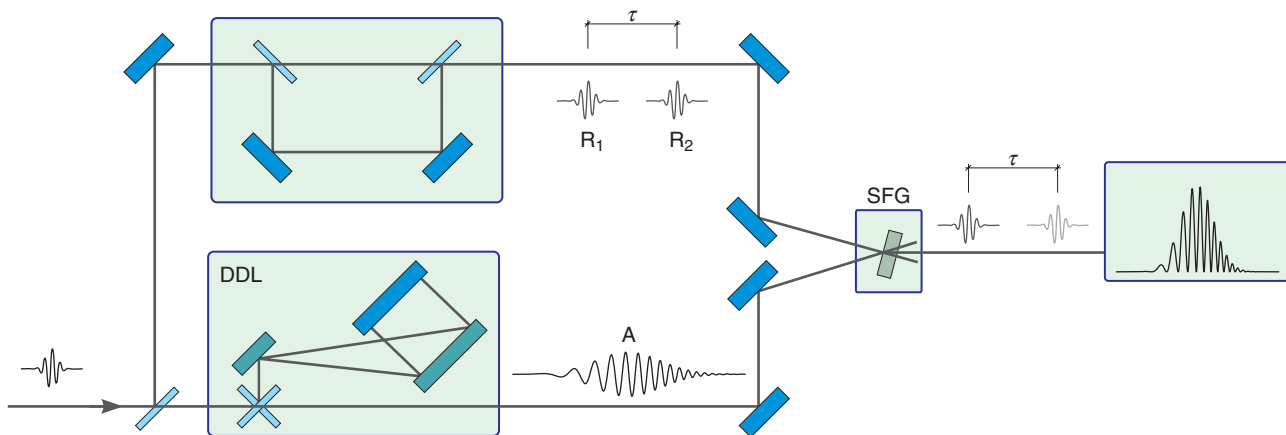 τ
R₁
R₂
SFG
τ
DDL
A